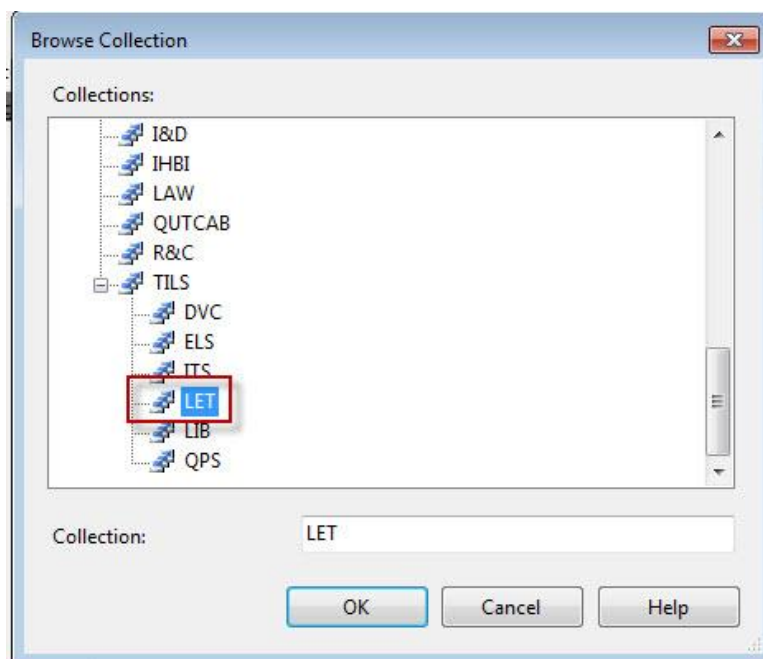 Browse Collection
Collections:
I&D
IHBI
LAW
QUTCAB
R&C
TILS
DVC
ELS
ITS
LET
LIB
QPS
Collection: LET
OK Cancel Help